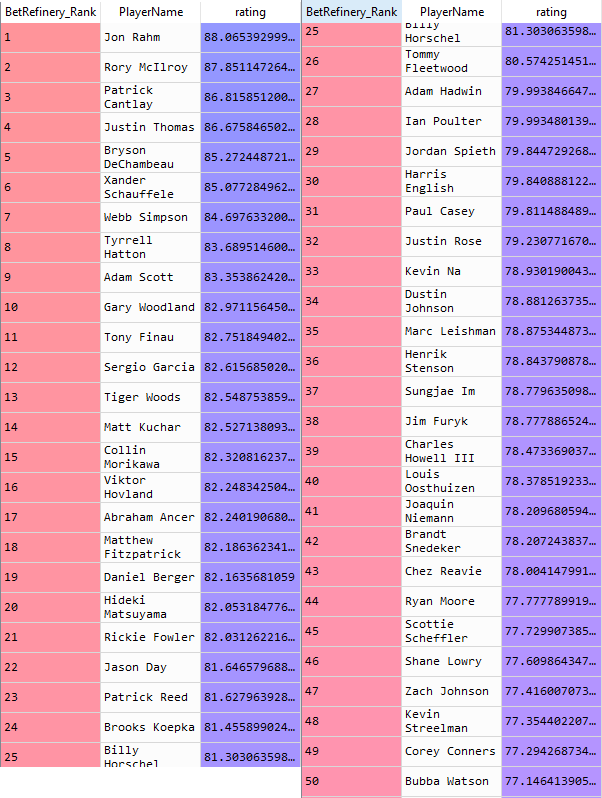 BetRefinery_Rank PlayerName rating
1 Jon Rahm 88.065392999…
2 Rory McIlroy 87.851147264…
3 Patrick Cantlay 86.815851200…
4 Justin Thomas 86.675846502…
5 Bryson DeChambeau 85.272448721…
6 Xander Schauffele 85.077284962…
7 Webb Simpson 84.697633200…
8 Tyrrell Hatton 83.689514600…
9 Adam Scott 83.353862420…
10 Gary Woodland 82.971156450…
11 Tony Finau 82.751849402…
12 Sergio Garcia 82.615685020…
13 Tiger Woods 82.548753859…
14 Matt Kuchar 82.527138093…
15 Collin Morikawa 82.320816237…
16 Viktor Hovland 82.248342504…
17 Abraham Ancer 82.240190680…
18 Matthew Fitzpatrick 82.186362341…
19 Daniel Berger 82.1635681059
20 Hideki Matsuyama 82.053184776…
21 Rickie Fowler 82.031262216…
22 Jason Day 81.646579688…
23 Patrick Reed 81.627963928…
24 Brooks Koepka 81.455899024…
25 Billy Horschel 81.303063598…
BetRefinery_Rank PlayerName rating
25 Billy Horschel 81.303063598…
26 Tommy Fleetwood 80.574251451…
27 Adam Hadwin 79.993846647…
28 Ian Poulter 79.993480139…
29 Jordan Spieth 79.844729268…
30 Harris English 79.840888122…
31 Paul Casey 79.811488489…
32 Justin Rose 79.230771670…
33 Kevin Na 78.930190043…
34 Dustin Johnson 78.881263735…
35 Marc Leishman 78.875344873…
36 Henrik Stenson 78.843790878…
37 Sungjae Im 78.779635098…
38 Jim Furyk 78.777886524…
39 Charles Howell III 78.473369037…
40 Louis Oosthuizen 78.378519233…
41 Joaquin Niemann 78.209680594…
42 Brandt Snedeker 78.207243837…
43 Chez Reavie 78.004147991…
44 Ryan Moore 77.777789919…
45 Scottie Scheffler 77.729907385…
46 Shane Lowry 77.609864347…
47 Zach Johnson 77.416007073…
48 Kevin Streelman 77.354402207…
49 Corey Conners 77.294268734…
50 Bubba Watson 77.146413905…